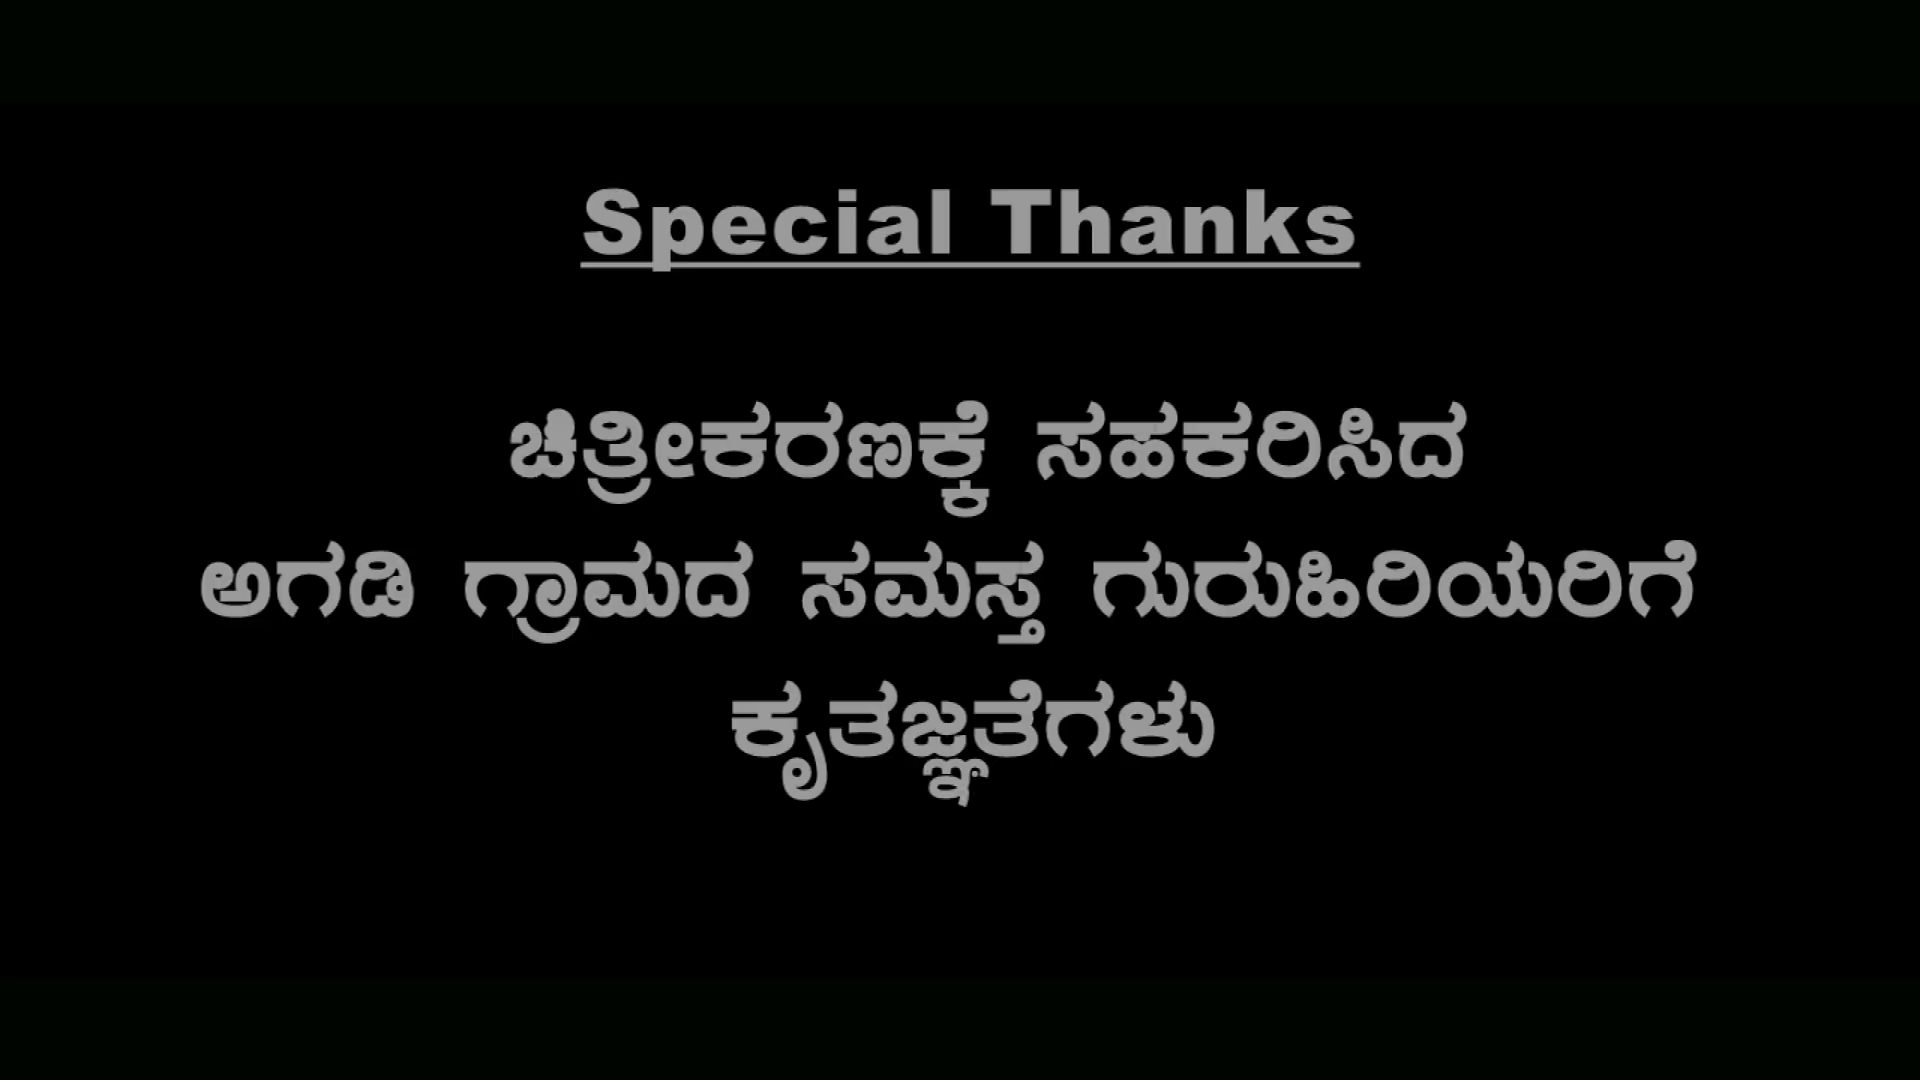 Special Thanks
ಚಿತ್ರೀಕರಣಕ್ಕೆ ಸಹಕರಿಸಿದ
ಅಗಡಿ ಗ್ರಾಮದ ಸಮಸ್ತ ಗುರುಹಿರಿಯರಿಗೆ
ಕೃತಜ್ಞತೆಗಳು